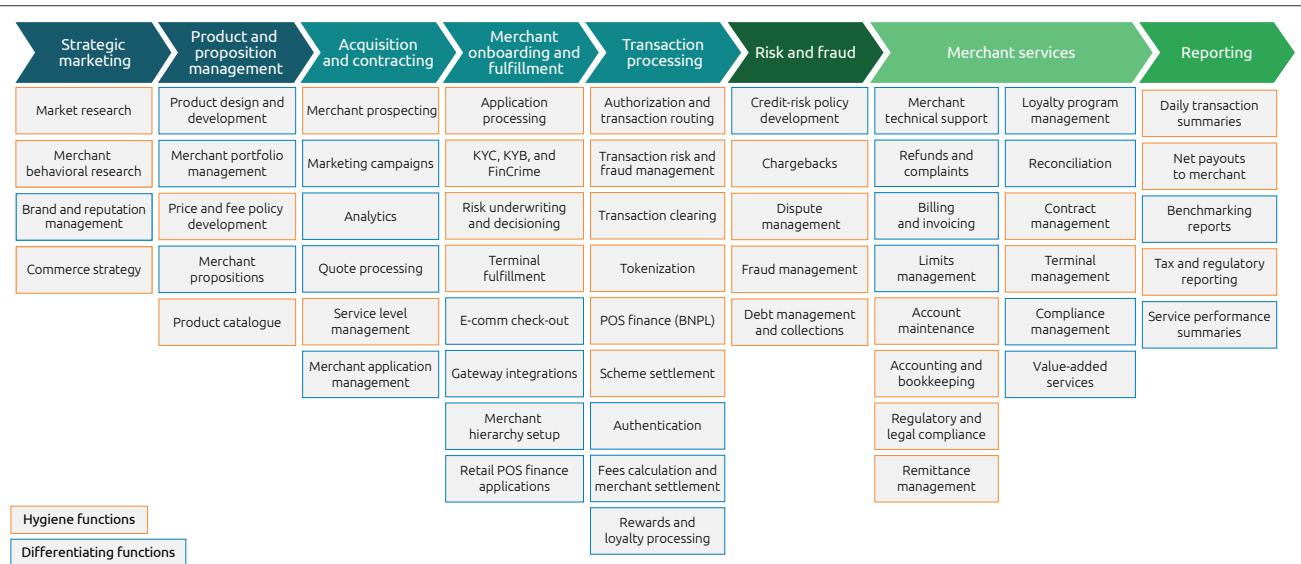 Strategic
marketing
Product and
proposition
management
Acquisition
and contracting
Merchant
onboarding and
fulfillment
Transaction
processing
Risk and fraud
Merchant services
Reporting
Market research
Merchant
behavioral research
Brand and reputation
management
Commerce strategy
Product design and
development
Merchant portfolio
management
Price and fee policy
development
Merchant
propositions
Product catalogue
Merchant prospecting
Marketing campaigns
Analytics
Quote processing
Service level
management
Merchant application
management
Application
processing
KYC, KYB, and
FinCrime
Risk underwriting
and decisioning
Terminal
fulfillment
E-comm check-out
Gateway integrations
Merchant
hierarchy setup
Retail POS finance
applications
Authorization and
transaction routing
Transaction risk and
fraud management
Transaction clearing
Tokenization
POS finance (BNPL)
Scheme settlement
Authentication
Fees calculation and
merchant settlement
Rewards and
loyalty processing
Credit-risk policy
development
Chargebacks
Dispute
management
Fraud management
Debt management
and collections
Merchant
technical support
Refunds and
complaints
Billing
and invoicing
Limits
management
Account
maintenance
Accounting and
bookkeeping
Regulatory and
legal compliance
Remittance
management
Loyalty program
management
Reconciliation
Contract
management
Terminal
management
Compliance
management
Value-added
services
Daily transaction
summaries
Net payouts
to merchant
Benchmarking
reports
Tax and regulatory
reporting
Service performance
summaries
Hygiene functions
Differentiating functions